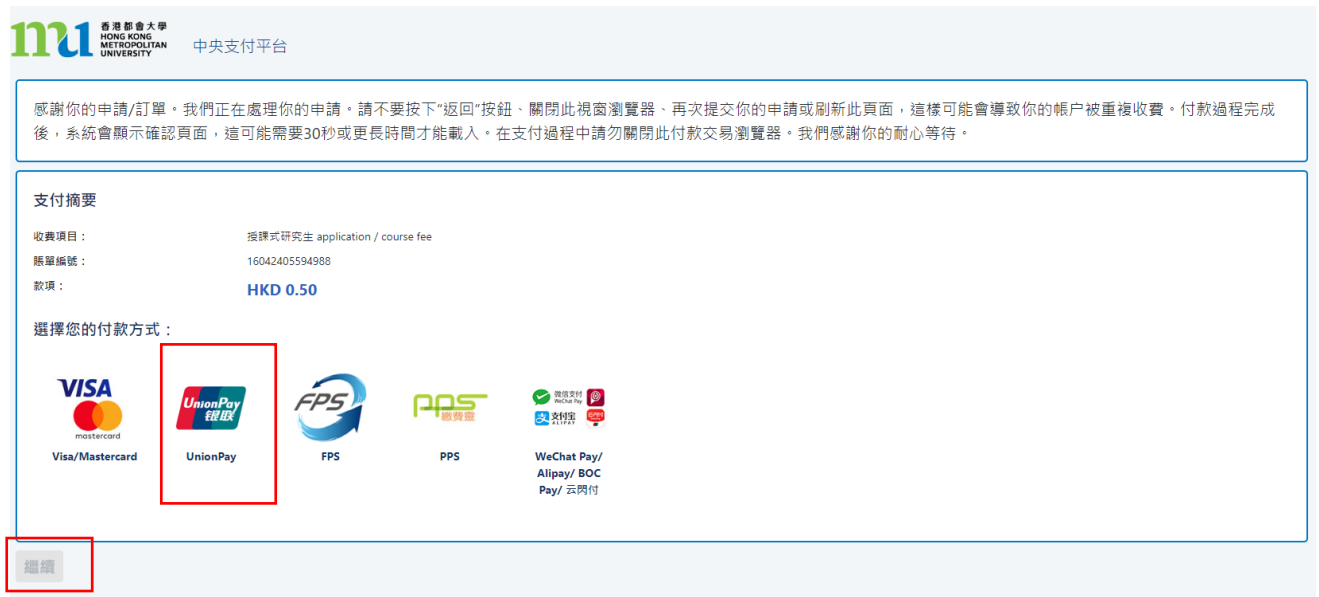 香港都會大學
HONG KONG
METROPOLITAN
UNIVERSITY
中央支付平台
感謝你的申請/訂單。我們正在處理你的申請。請不要按下"返回"按鈕、關閉此視窗瀏覽器、再次提交你的申請或刷新此頁面，這樣可能會導致你的帳户被重複收費。付款過程完成
後，系統會顯示確認頁面，這可能需要30秒或更長時間才能載入。在支付過程中請勿關閉此付款交易瀏覽器。我們感謝你的耐心等待。
支付摘要
收費項目： 授課式研究生 application / course fee
賬單編號： 16042405594988
款項： HKD 0.50
選擇您的付款方式：
VISA
mastercard
Visa/Mastercard
UnionPay
银联
UnionPay
FPS
FPS
PPS
繳費靈
PPS
微信支付
WeChat Pay
支付宝
ALIPAY
WeChat Pay/
Alipay/ BOC
Pay/ 云閃付
繼續